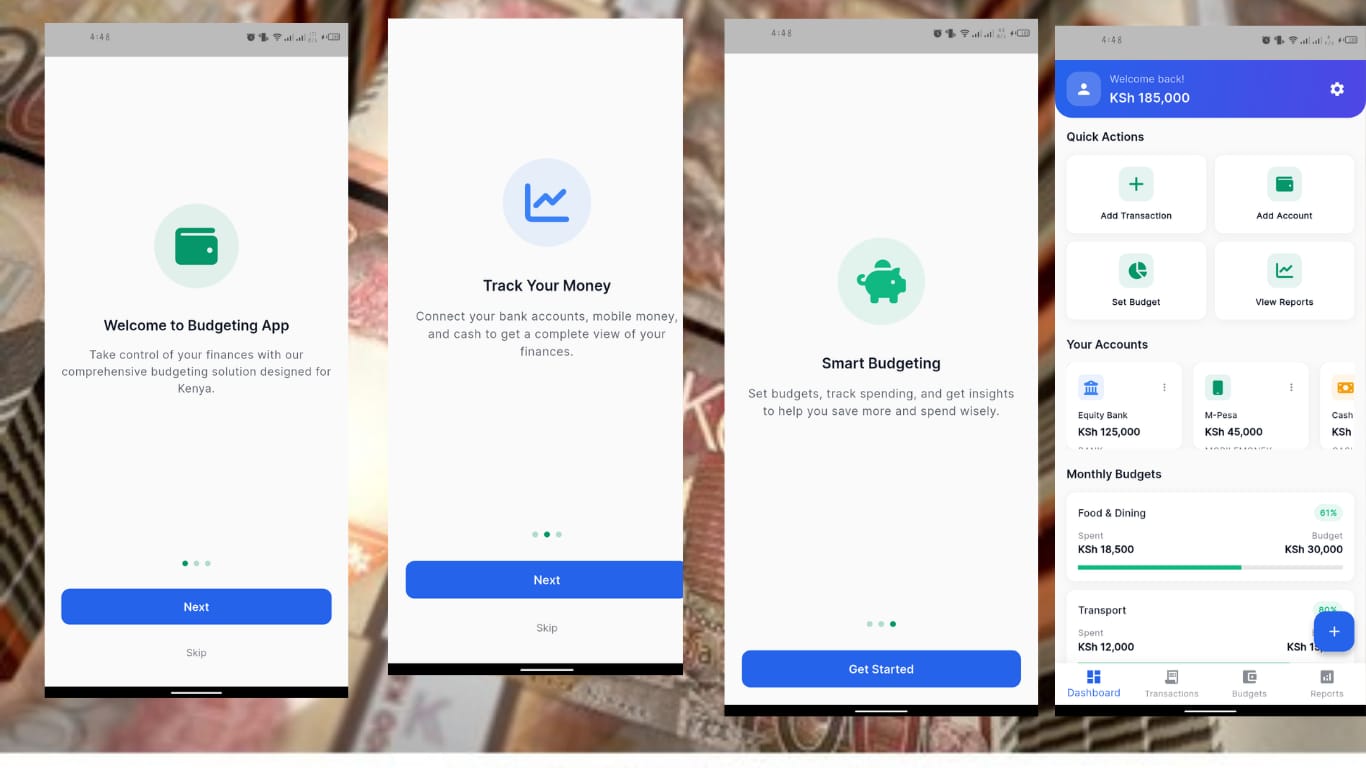 4:48
Welcome to Budgeting App
Take control of your finances with our
comprehensive budgeting solution designed for
Kenya.
Next
Skip
Track Your Money
Connect your bank accounts, mobile money,
and cash to get a complete view of your
finances.
Next
Skip
4:48
Smart Budgeting
Set budgets, track spending, and get insights
to help you save more and spend wisely.
Get Started
4:48
Welcome back!
KSh 185,000
Quick Actions
Add Transaction
Add Account
Set Budget
View Reports
Your Accounts
Equity Bank
KSh 125,000
M-Pesa
KSh 45,000
Cash
KSh
Monthly Budgets
Food & Dining
61%
Spent
Budget
KSh 18,500
KSh 30,000
Transport
80%
Spent
KSh 12,000
KSh
Dashboard
Transactions
Budgets
Reports